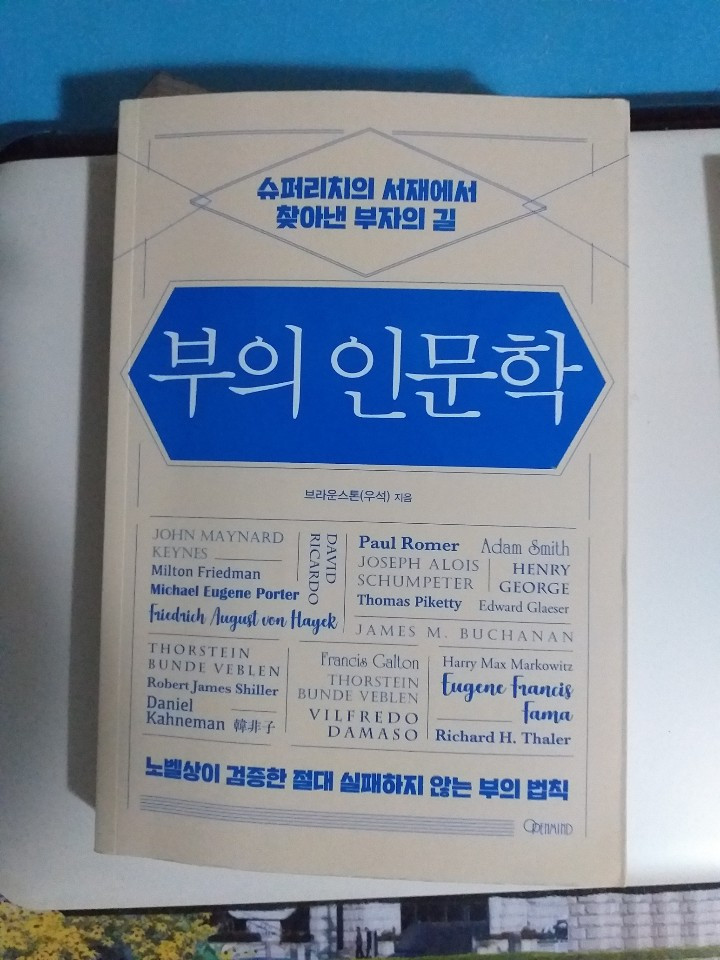 슈퍼리치의 서재에서
찾아낸 부자의 길
부의 인문학
브라운스톤(우석) 지음
JOHN MAYNARD
KEYNES
Milton Friedman
Michael Eugene Porter
Friedrich August von Hayek
DAVID
RICARDO
Paul Romer
JOSEPH ALOIS
SCHUMPETER
Thomas Piketty
Adam Smith
HENRY
GEORGE
Edward Glaeser
JAMES M. BUCHANAN
THORSTEIN
BUNDE VEBLEN
Robert James Shiller
Daniel
Kahneman 韓非子
Francis Galton
THORSTEIN
BUNDE VEBLEN
VILFREDO
DAMASO
Harry Max Markowitz
Eugene Francis
Fama
Richard H. Thaler
노벨상이 검증한 절대 실패하지 않는 부의 법칙
OPENMIND